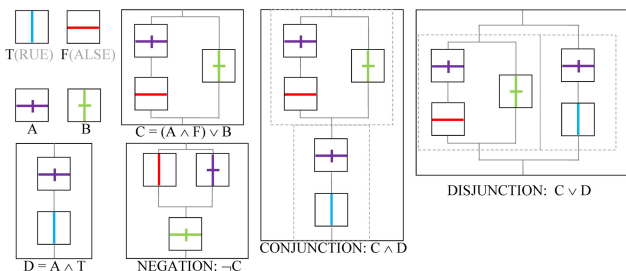 T(RUE) F(ALSE)
A B
C = (A ∧ F) ∨ B
D = A ∧ T
NEGATION: ¬C
CONJUNCTION: C ∧ D
DISJUNCTION: C ∨ D